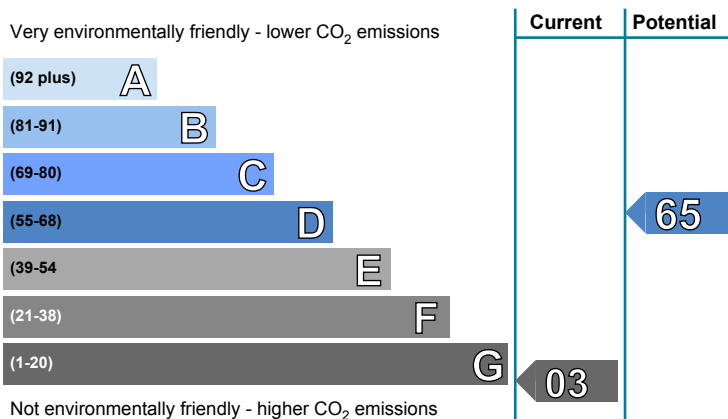 Very environmentally friendly - lower CO2 emissions
Current
Potential
(92 plus) A
(81-91) B
(69-80) C
(55-68) D
65
(39-54 E
(21-38) F
(1-20) G
03
Not environmentally friendly - higher CO2 emissions